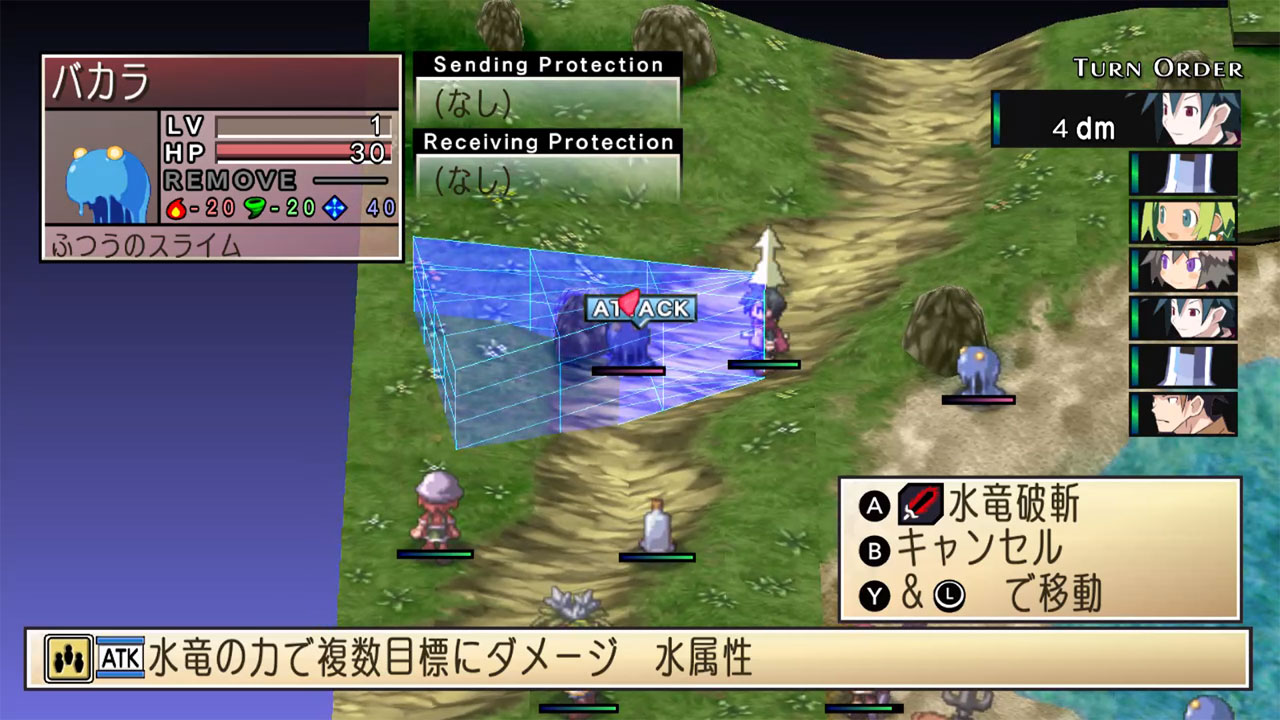 バカラ
LV 1
HP 30
REMOVE
-20 -20 40
ふつうのスライム
Sending Protection
(なし)
Receiving Protection
(なし)
TURN ORDER
4 dm
ATTACK
A 水竜破斬
B キャンセル
Y & L で移動
ATK 水竜の力で複数目標にダメージ 水属性